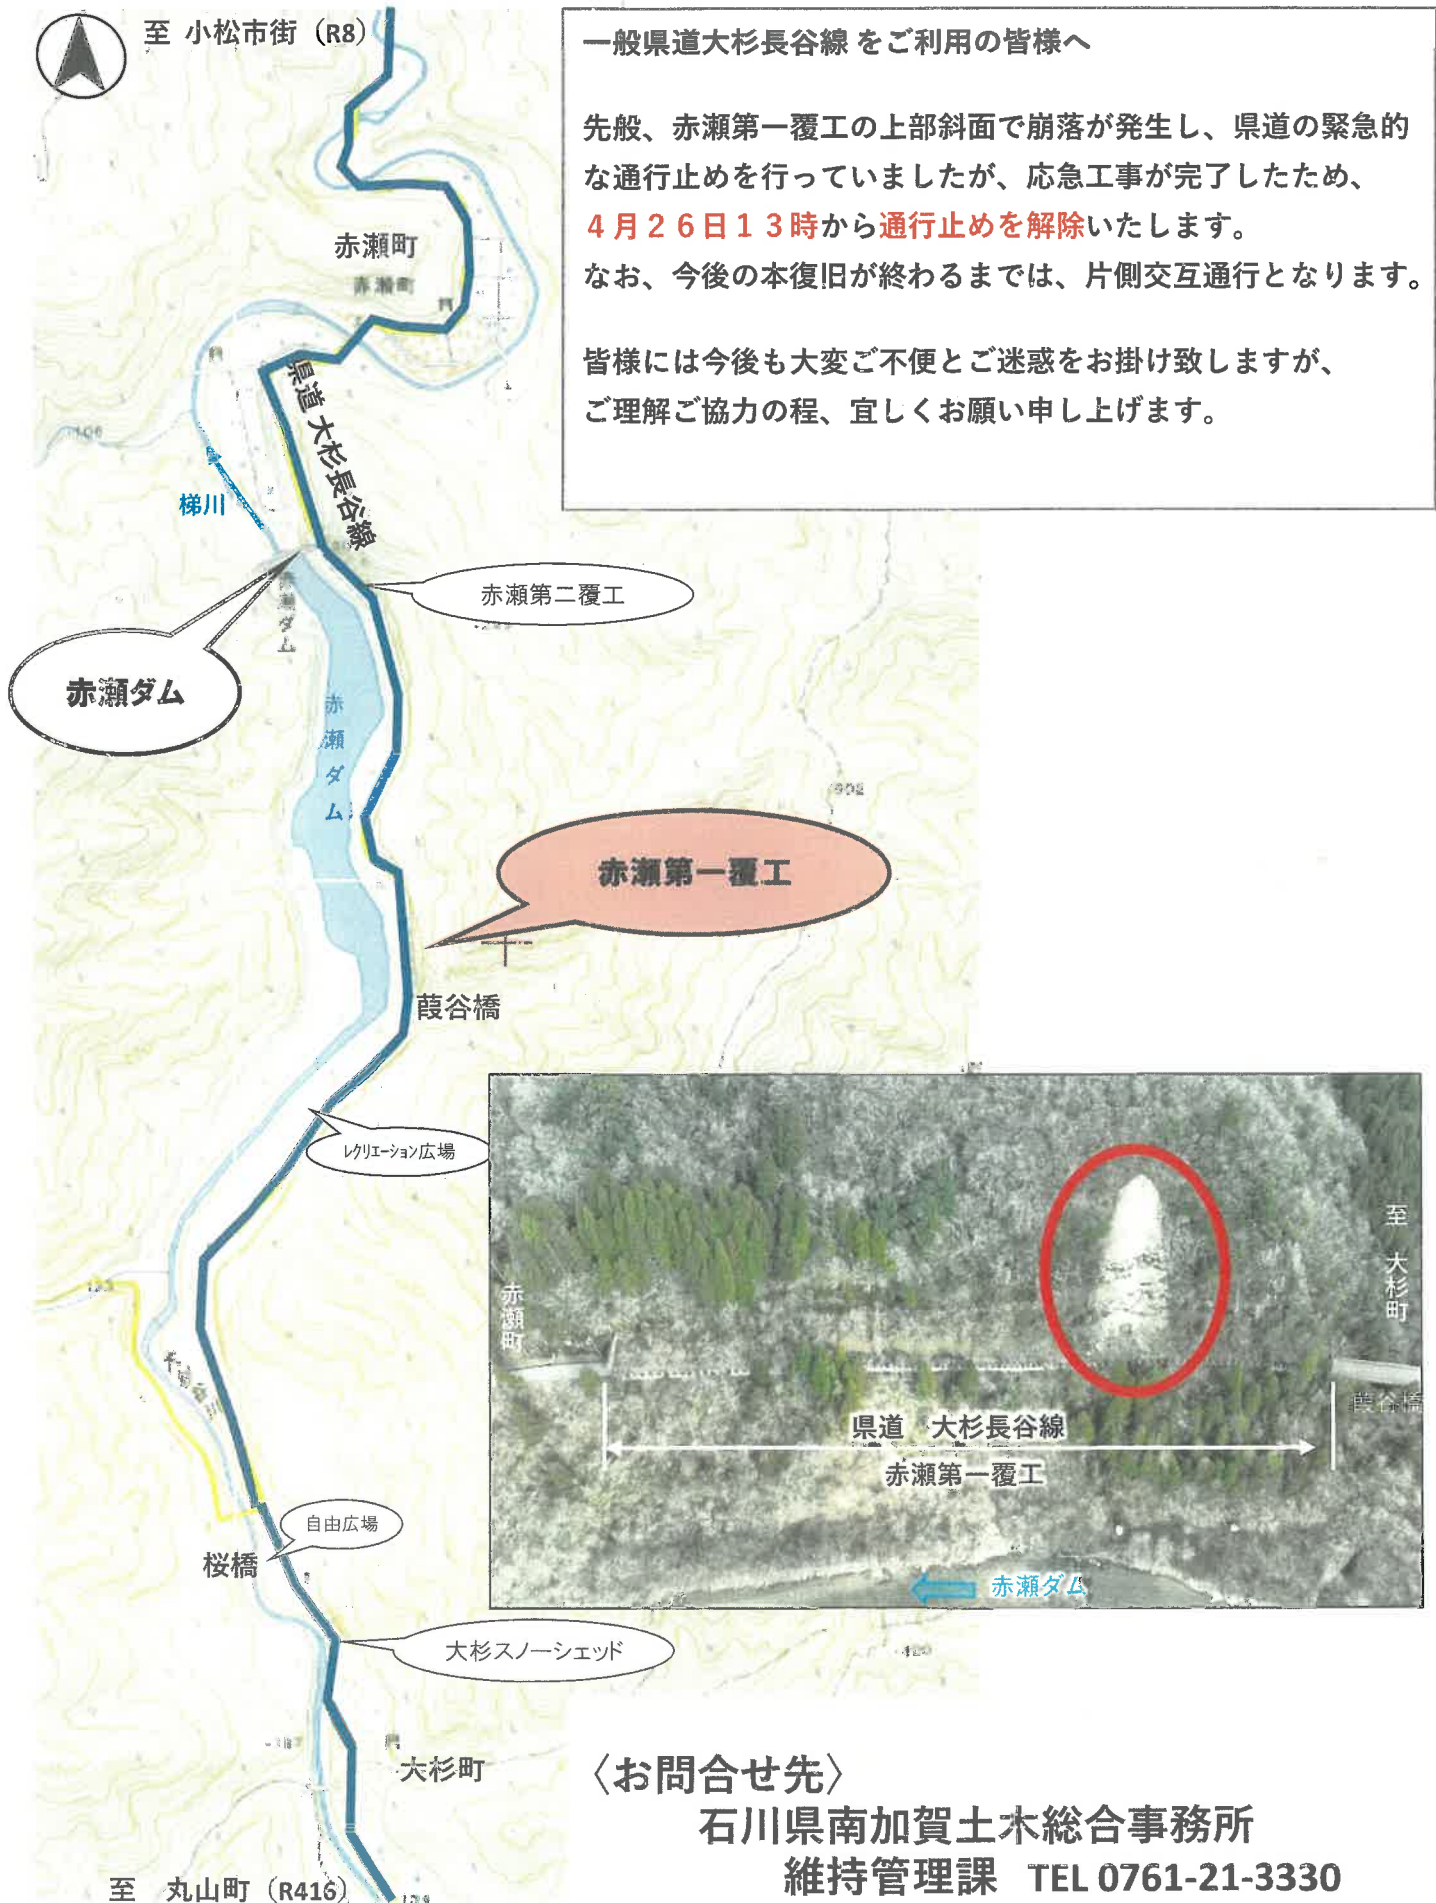 至 小松市街 (R8)
一般県道大杉長谷線 をご利用の皆様へ
先般、赤瀬第一覆工の上部斜面で崩落が発生し、県道の緊急的
な通行止めを行っていましたが、応急工事が完了したため、
４月２６日１３時から通行止めを解除いたします。
なお、今後の本復旧が終わるまでは、片側交互通行となります。
皆様には今後も大変ご不便とご迷惑をお掛け致しますが、
ご理解ご協力の程、宜しくお願い申し上げます。
赤瀬町
赤瀬町
県道 大杉長谷線
梯川
赤瀬第二覆工
赤瀬ダム
赤瀬ダム
赤瀬ダム
赤瀬第一覆工
葭谷橋
レクリエーション広場
赤瀬町
至 大杉町
葭谷橋
県道 大杉長谷線
赤瀬第一覆工
赤瀬ダム
自由広場
桜橋
大杉スノーシェッド
大杉町
至 丸山町 (R416)
〈お問合せ先〉
石川県南加賀土木総合事務所
維持管理課 TEL 0761-21-3330